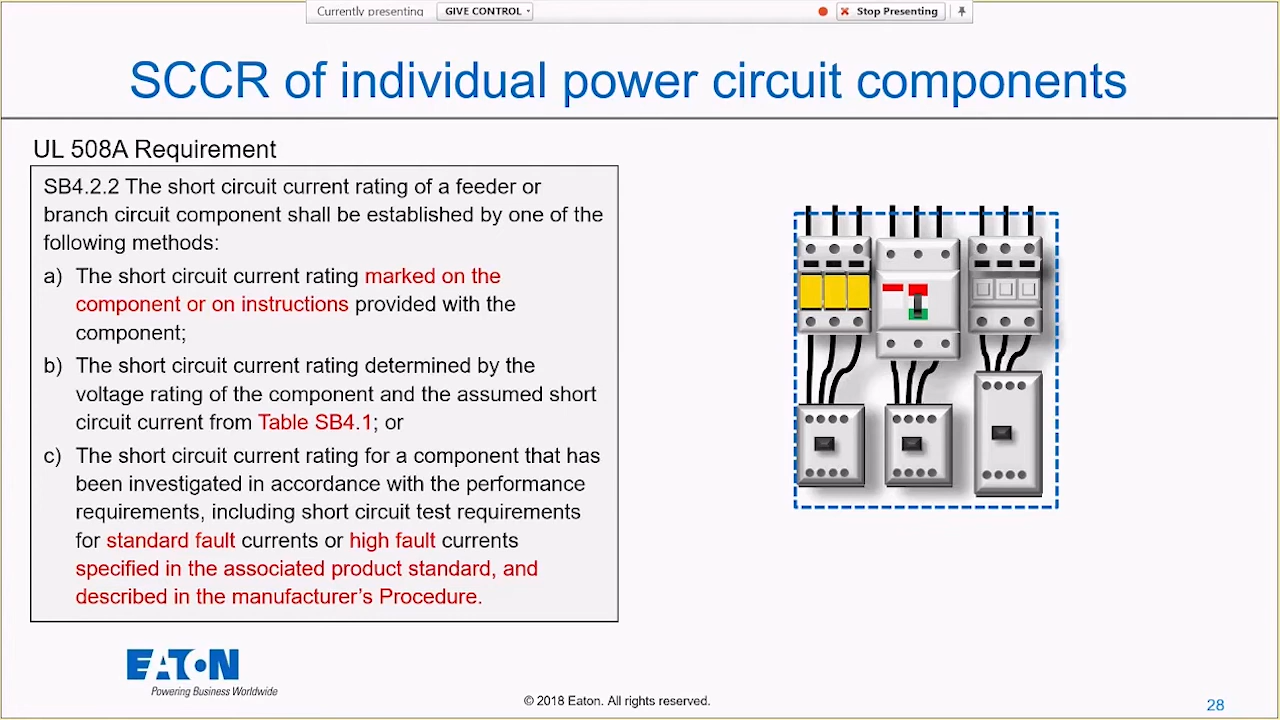 Currently presenting GIVE CONTROL Stop Presenting
SCCR of individual power circuit components
UL 508A Requirement
SB4.2.2 The short circuit current rating of a feeder or
branch circuit component shall be established by one of the
following methods:
a) The short circuit current rating marked on the
component or on instructions provided with the
component;
b) The short circuit current rating determined by the
voltage rating of the component and the assumed short
circuit current from Table SB4.1; or
c) The short circuit current rating for a component that has
been investigated in accordance with the performance
requirements, including short circuit test requirements
for standard fault currents or high fault currents
specified in the associated product standard, and
described in the manufacturer's Procedure.
EATON
Powering Business Worldwide
© 2018 Eaton. All rights reserved.
28